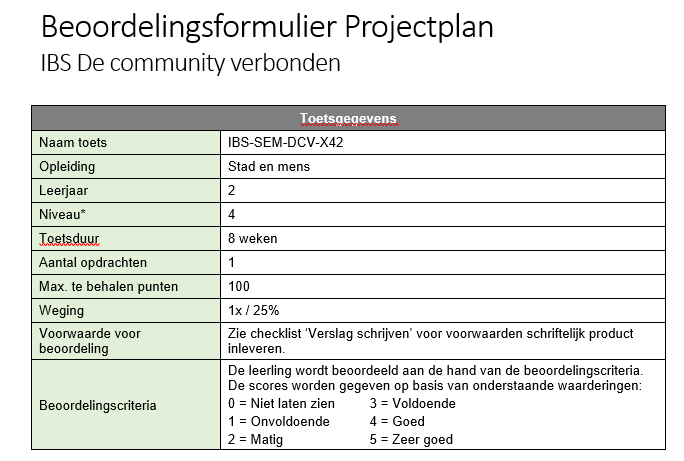 Beoordelingsformulier Projectplan
IBS De community verbonden
Toetsgegevens
Naam toets IBS-SEM-DCV-X42
Opleiding Stad en mens
Leerjaar 2
Niveau* 4
Toetsduur 8 weken
Aantal opdrachten 1
Max. te behalen punten 100
Weging 1x / 25%
Voorwaarde voor beoordeling Zie checklist ‘Verslag schrijven’ voor voorwaarden schriftelijk product
inleveren.
Beoordelingscriteria De leerling wordt beoordeeld aan de hand van de beoordelingscriteria.
De scores worden gegeven op basis van onderstaande waarderingen:
0 = Niet laten zien 3 = Voldoende
1 = Onvoldoende 4 = Goed
2 = Matig 5 = Zeer goed